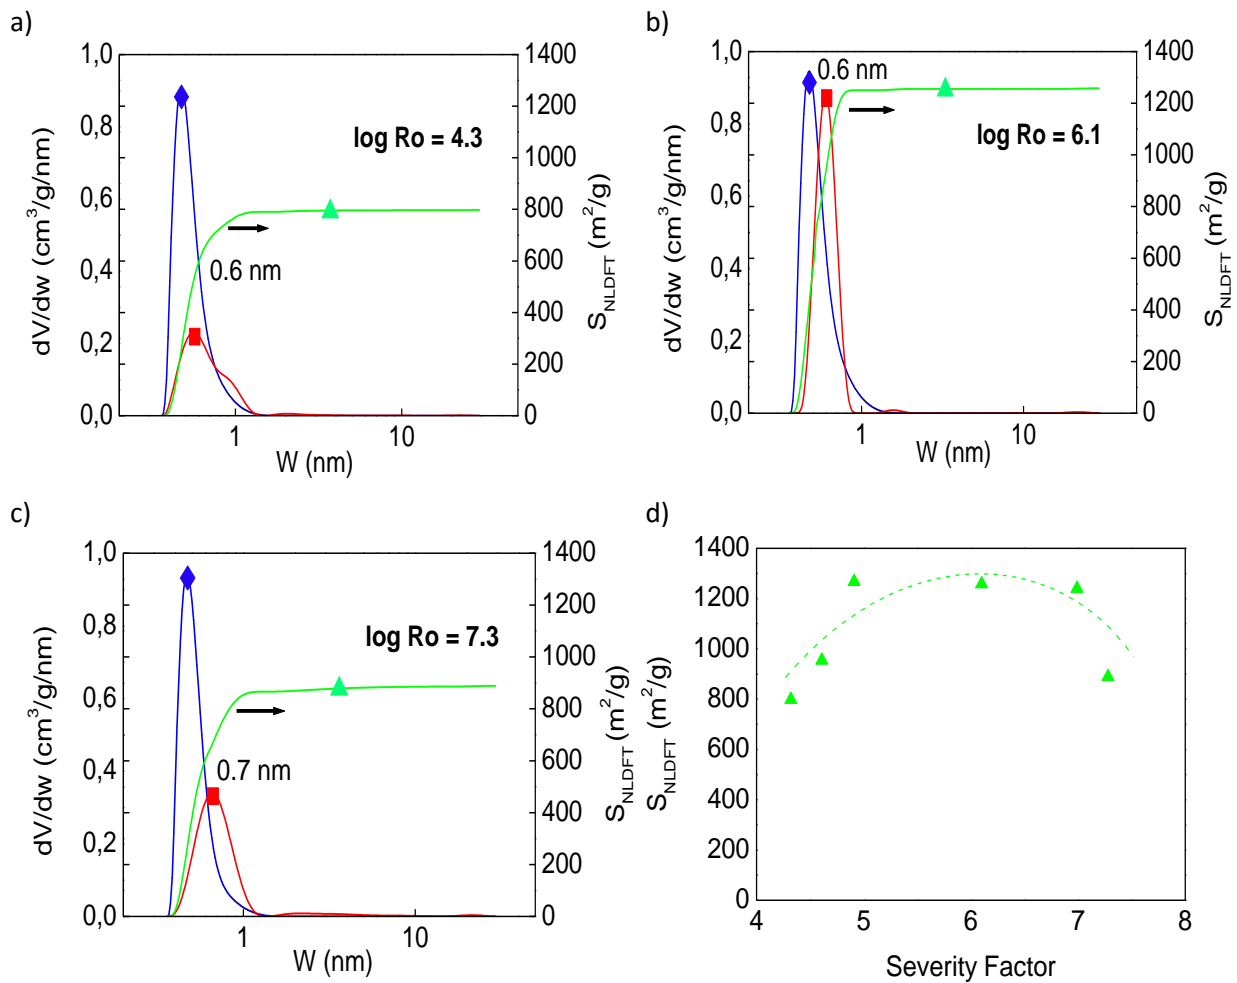 a)
1,0
0,8
0,6
0,4
0,2
0,0
dV/dw (cm³/g/nm)
log Ro = 4.3
0.6 nm
1400
1200
1000
800
600
400
200
0
S_NLDFT (m²/g)
1
10
W (nm)
b)
1,0
0,8
0,6
0,4
0,2
0,0
dV/dw (cm³/g/nm)
0.6 nm
log Ro = 6.1
1400
1200
1000
800
600
400
200
0
S_NLDFT (m²/g)
1
10
W (nm)
c)
1,0
0,8
0,6
0,4
0,2
0,0
dV/dw (cm³/g/nm)
log Ro = 7.3
0.7 nm
1400
1200
1000
800
600
400
200
0
S_NLDFT (m²/g)
1
10
W (nm)
d)
S_NLDFT (m²/g)
1400
1200
1000
800
600
400
200
0
4
5
6
7
8
Severity Factor